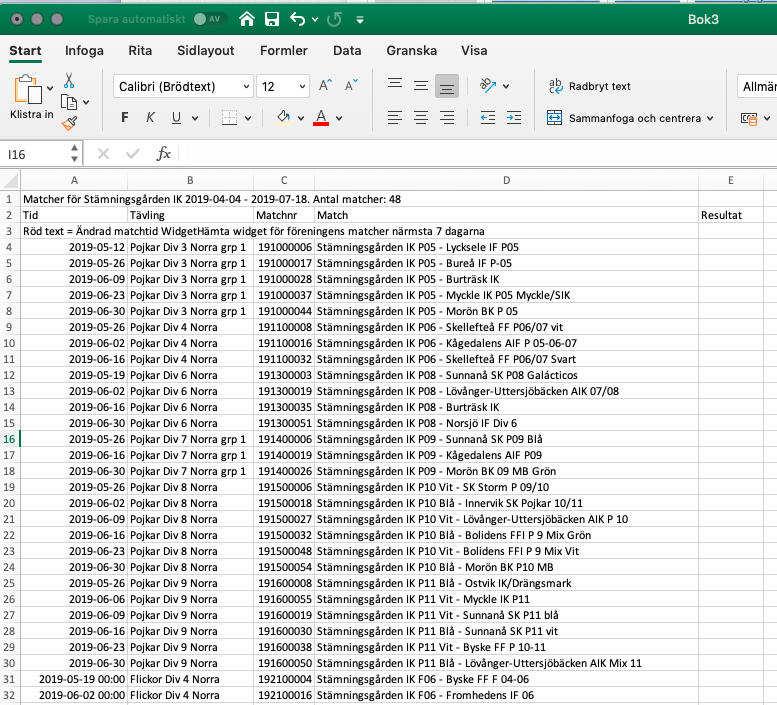 Spara automatiskt AV Bok3
Start Infoga Rita Sidlayout Formler Data Granska Visa
Klistra in Calibri (Brödtext) 12 A A ab Radbryt text Allmär
F K U A Sammanfoga och centrera
I16 fx
A B C D E
1 Matcher för Stämningsgården IK 2019-04-04 - 2019-07-18. Antal matcher: 48
2 Tid Tävling Matchnr Match Resultat
3 Röd text = Ändrad matchtid WidgetHämta widget för föreningens matcher närmsta 7 dagarna
4 2019-05-12 Pojkar Div 3 Norra grp 1 191000006 Stämningsgården IK P05 - Lycksele IF P05
5 2019-05-26 Pojkar Div 3 Norra grp 1 191000017 Stämningsgården IK P05 - Bureå IF P-05
6 2019-06-09 Pojkar Div 3 Norra grp 1 191000028 Stämningsgården IK P05 - Burträsk IK
7 2019-06-23 Pojkar Div 3 Norra grp 1 191000037 Stämningsgården IK P05 - Myckle IK P05 Myckle/SIK
8 2019-06-30 Pojkar Div 3 Norra grp 1 191000044 Stämningsgården IK P05 - Morön BK P 05
9 2019-05-26 Pojkar Div 4 Norra 191100008 Stämningsgården IK P06 - Skellefteå FF P06/07 vit
10 2019-06-02 Pojkar Div 4 Norra 191100016 Stämningsgården IK P06 - Kågedalens AIF P 05-06-07
11 2019-06-16 Pojkar Div 4 Norra 191100032 Stämningsgården IK P06 - Skellefteå FF P06/07 Svart
12 2019-05-19 Pojkar Div 6 Norra 191300003 Stämningsgården IK P08 - Sunnanå SK P08 Galácticos
13 2019-06-02 Pojkar Div 6 Norra 191300019 Stämningsgården IK P08 - Lövånger-Uttersjöbäcken AIK 07/08
14 2019-06-16 Pojkar Div 6 Norra 191300035 Stämningsgården IK P08 - Burträsk IK
15 2019-06-30 Pojkar Div 6 Norra 191300051 Stämningsgården IK P08 - Norsjö IF Div 6
16 2019-05-26 Pojkar Div 7 Norra grp 1 191400006 Stämningsgården IK P09 - Sunnanå SK P09 Blå
17 2019-06-16 Pojkar Div 7 Norra grp 1 191400019 Stämningsgården IK P09 - Kågedalens AIF P09
18 2019-06-30 Pojkar Div 7 Norra grp 1 191400026 Stämningsgården IK P09 - Morön BK 09 MB Grön
19 2019-05-26 Pojkar Div 8 Norra 191500006 Stämningsgården IK P10 Vit - SK Storm P 09/10
20 2019-06-02 Pojkar Div 8 Norra 191500018 Stämningsgården IK P10 Blå - Innervik SK Pojkar 10/11
21 2019-06-09 Pojkar Div 8 Norra 191500027 Stämningsgården IK P10 Vit - Lövånger-Uttersjöbäcken AIK P 10
22 2019-06-16 Pojkar Div 8 Norra 191500032 Stämningsgården IK P10 Blå - Bolidens FFI P 9 Mix Grön
23 2019-06-23 Pojkar Div 8 Norra 191500048 Stämningsgården IK P10 Vit - Bolidens FFI P 9 Mix Vit
24 2019-06-30 Pojkar Div 8 Norra 191500054 Stämningsgården IK P10 Blå - Morön BK P10 MB
25 2019-05-26 Pojkar Div 9 Norra 191600008 Stämningsgården IK P11 Blå - Ostvik IK/Drängsmark
26 2019-06-06 Pojkar Div 9 Norra 191600055 Stämningsgården IK P11 Vit - Myckle IK P11
27 2019-06-09 Pojkar Div 9 Norra 191600019 Stämningsgården IK P11 Vit - Sunnanå SK P11 blå
28 2019-06-16 Pojkar Div 9 Norra 191600030 Stämningsgården IK P11 Blå - Sunnanå SK P11 vit
29 2019-06-23 Pojkar Div 9 Norra 191600038 Stämningsgården IK P11 Vit - Byske FF P 10-11
30 2019-06-30 Pojkar Div 9 Norra 191600050 Stämningsgården IK P11 Blå - Lövånger-Uttersjöbäcken AIK Mix 11
31 2019-05-19 00:00 Flickor Div 4 Norra 192100004 Stämningsgården IK F06 - Byske FF F 04-06
32 2019-06-02 00:00 Flickor Div 4 Norra 192100016 Stämningsgården IK F06 - Fromhedens IF 06